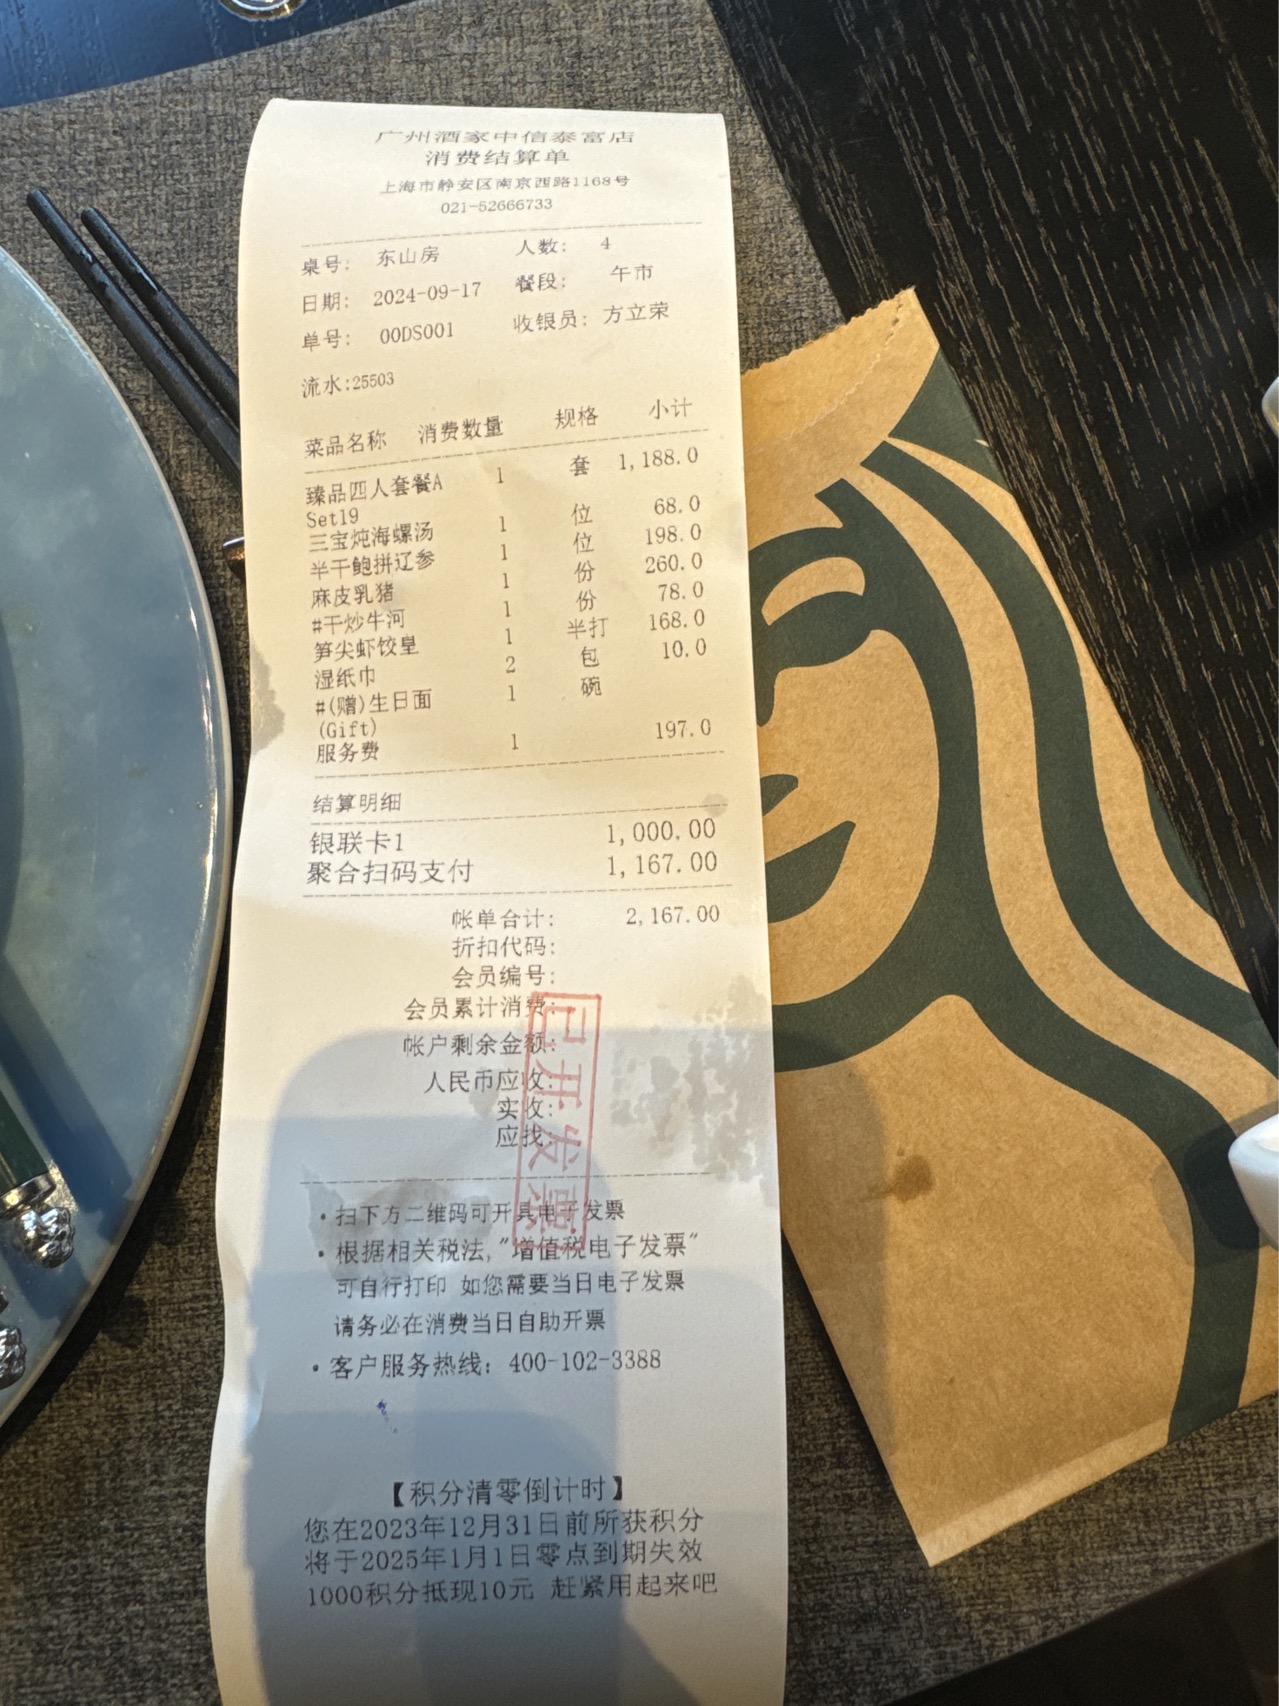 广州酒家中信泰富店
消费结算单
上海市静安区南京西路1168号
021-52666733
桌号: 东山房 人数: 4
日期: 2024-09-17 餐段: 午市
单号: 00DS001 收银员: 方立荣
流水:25503
菜品名称 消费数量 规格 小计
臻品四人套餐A 1 套 1,188.0
Set19
三宝炖海螺汤 1 位 68.0
半干鲍拼辽参 1 位 198.0
麻皮乳猪 1 份 260.0
#干炒牛河 1 份 78.0
笋尖虾饺皇 1 半打 168.0
湿纸巾 2 包 10.0
#(赠)生日面 1 碗
(Gift)
服务费 1 197.0
结算明细
银联卡1 1,000.00
聚合扫码支付 1,167.00
帐单合计: 2,167.00
折扣代码:
会员编号:
会员累计消费:
帐户剩余金额:
人民币应收:
实收:
应找:
已开发票
·扫下方二维码可开具电子发票
·根据相关税法,"增值税电子发票"
可自行打印 如您需要当日电子发票
请务必在消费当日自助开票
·客户服务热线: 400-102-3388
【积分清零倒计时】
您在2023年12月31日前所获积分
将于2025年1月1日零点到期失效
1000积分抵现10元 赶紧用起来吧